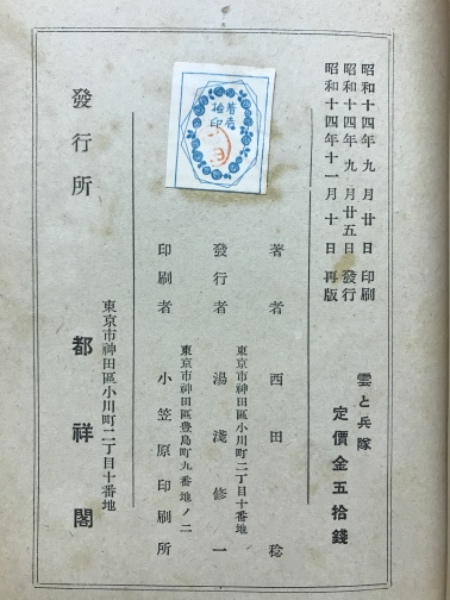 昭和十四年九月廿日 印刷
昭和十四年九月廿五日 發行
昭和十四年十一月十日 再版
雲と兵隊
定價金五拾錢
著者 西田稔
東京市神田區小川町二丁目十番地
發行者 湯淺修一
東京市神田區豊島町九番地ノ二
印刷者 小笠原印刷所
著者
檢印
發行所
東京市神田區小川町二丁目十番地
都祥閣